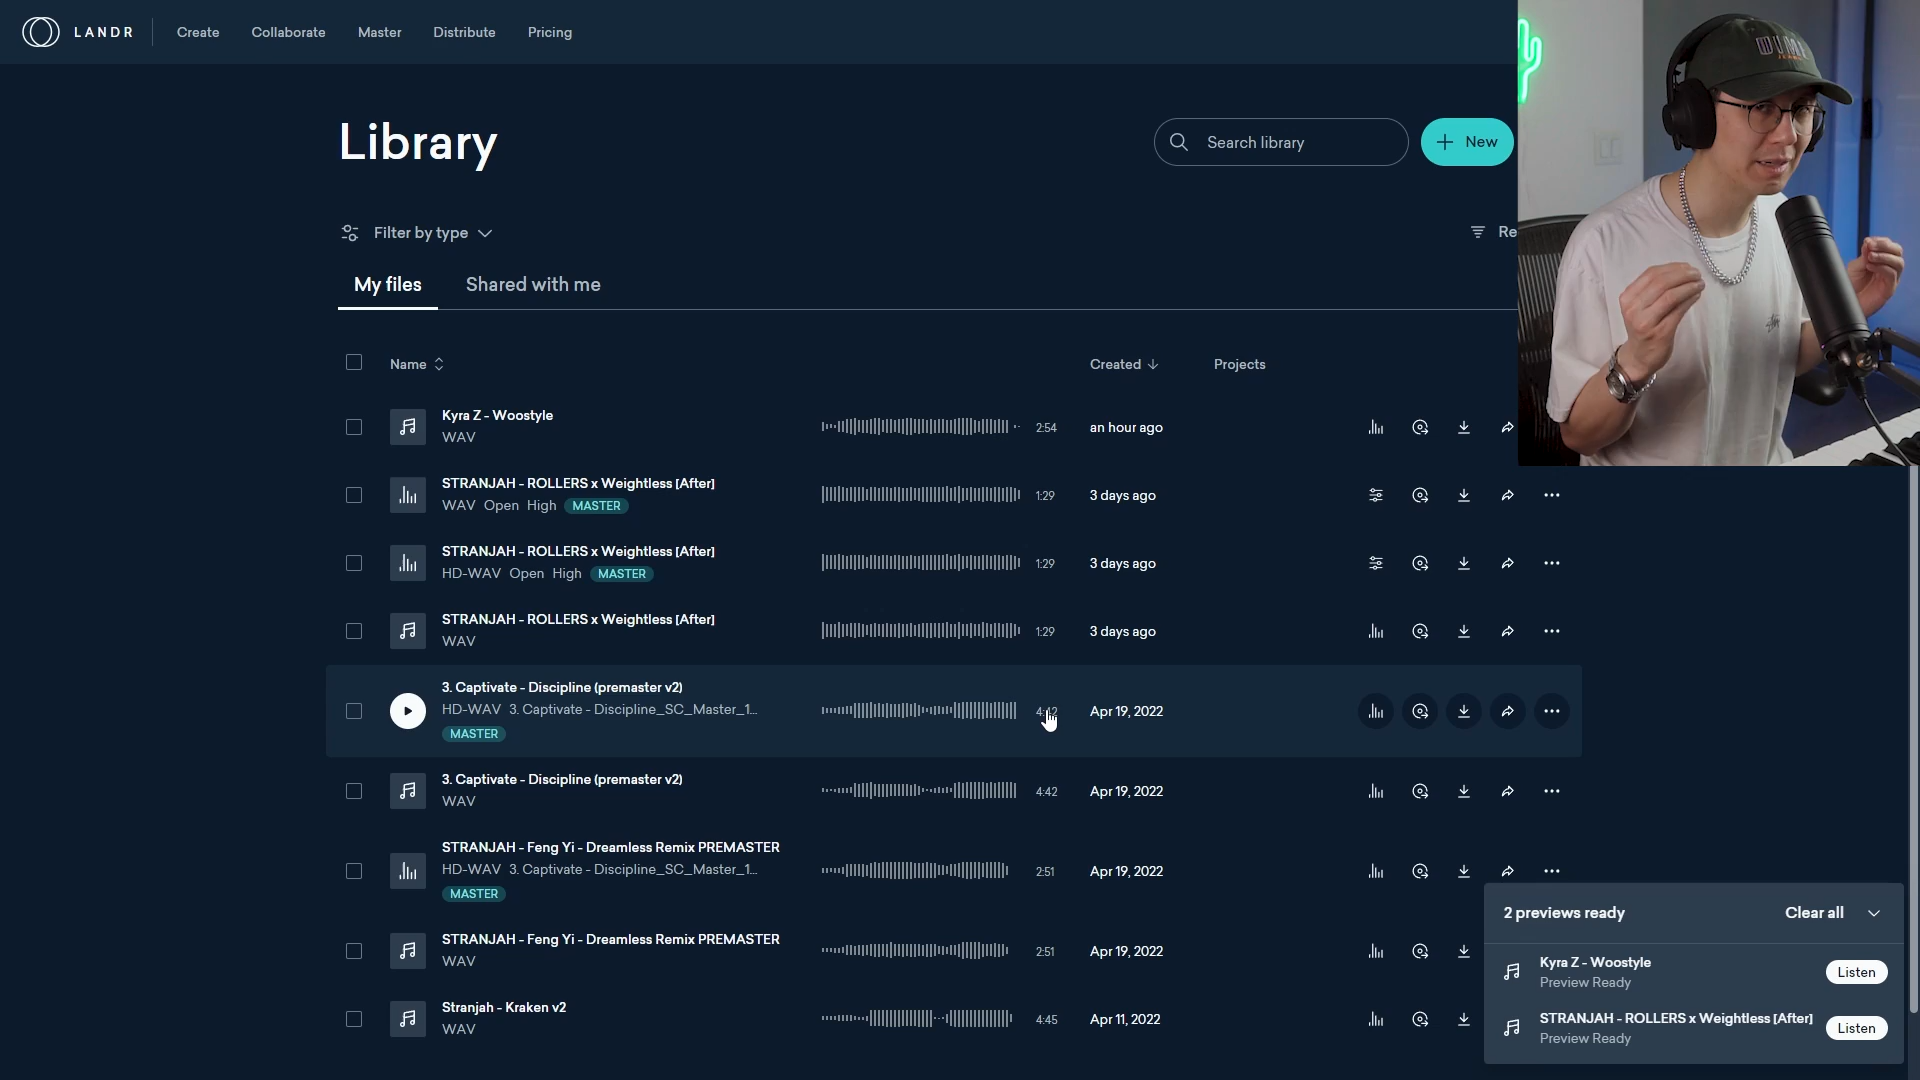 LANDR
Create
Collaborate
Master
Distribute
Pricing
Library
Search library
New
Filter by type
Re
My files
Shared with me
Name
Created
Projects
Kyra Z - Woostyle
WAV
2:54
an hour ago
STRANJAH - ROLLERS x Weightless [After]
WAV Open High MASTER
1:29
3 days ago
STRANJAH - ROLLERS x Weightless [After]
HD-WAV Open High MASTER
1:29
3 days ago
STRANJAH - ROLLERS x Weightless [After]
WAV
1:29
3 days ago
3. Captivate - Discipline (premaster v2)
HD-WAV 3. Captivate - Discipline_SC_Master_1...
MASTER
Apr 19, 2022
3. Captivate - Discipline (premaster v2)
WAV
4:42
Apr 19, 2022
STRANJAH - Feng Yi - Dreamless Remix PREMASTER
HD-WAV 3. Captivate - Discipline_SC_Master_1...
MASTER
2:51
Apr 19, 2022
STRANJAH - Feng Yi - Dreamless Remix PREMASTER
WAV
2:51
Apr 19, 2022
Stranjah - Kraken v2
WAV
4:45
Apr 11, 2022
2 previews ready
Clear all
Kyra Z - Woostyle
Preview Ready
Listen
STRANJAH - ROLLERS x Weightless [After]
Preview Ready
Listen